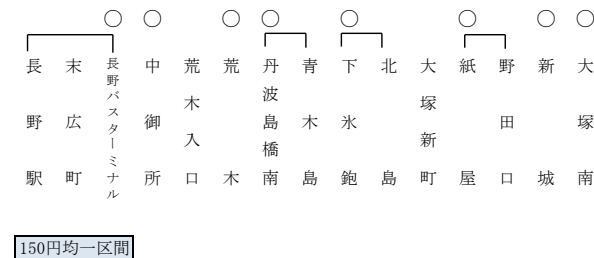 ○ ○ ○ ○ ○ ○ ○ ○
長野駅
末広町
長野バスターミナル
中御所
荒木入口
荒木
丹波島橋南
青木島
下氷鉋
北島
大塚新町
紙屋
野田口
新城
大塚南
150円均一区間